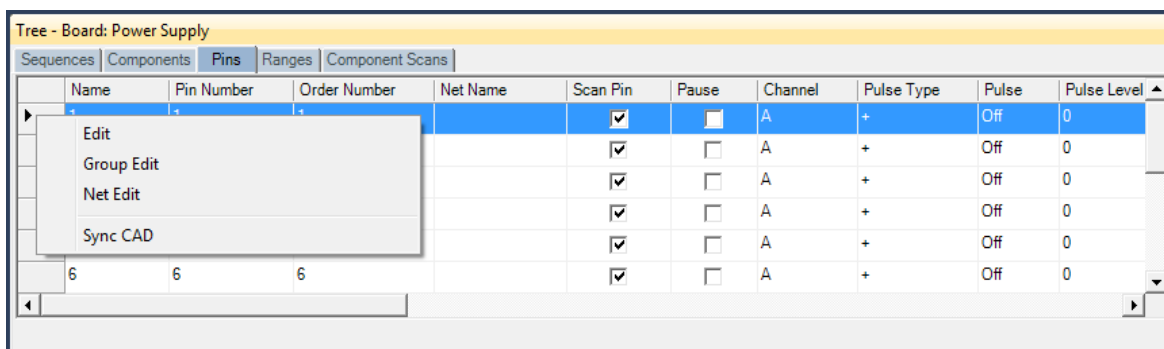 Tree - Board: Power Supply
Sequences Components Pins Ranges Component Scans
Name Pin Number Order Number Net Name Scan Pin Pause Channel Pulse Type Pulse Pulse Level
1 1 1 A + Off 0
Edit
A + Off 0
Group Edit
A + Off 0
Net Edit
A + Off 0
Sync CAD
A + Off 0
6 6 6 A + Off 0